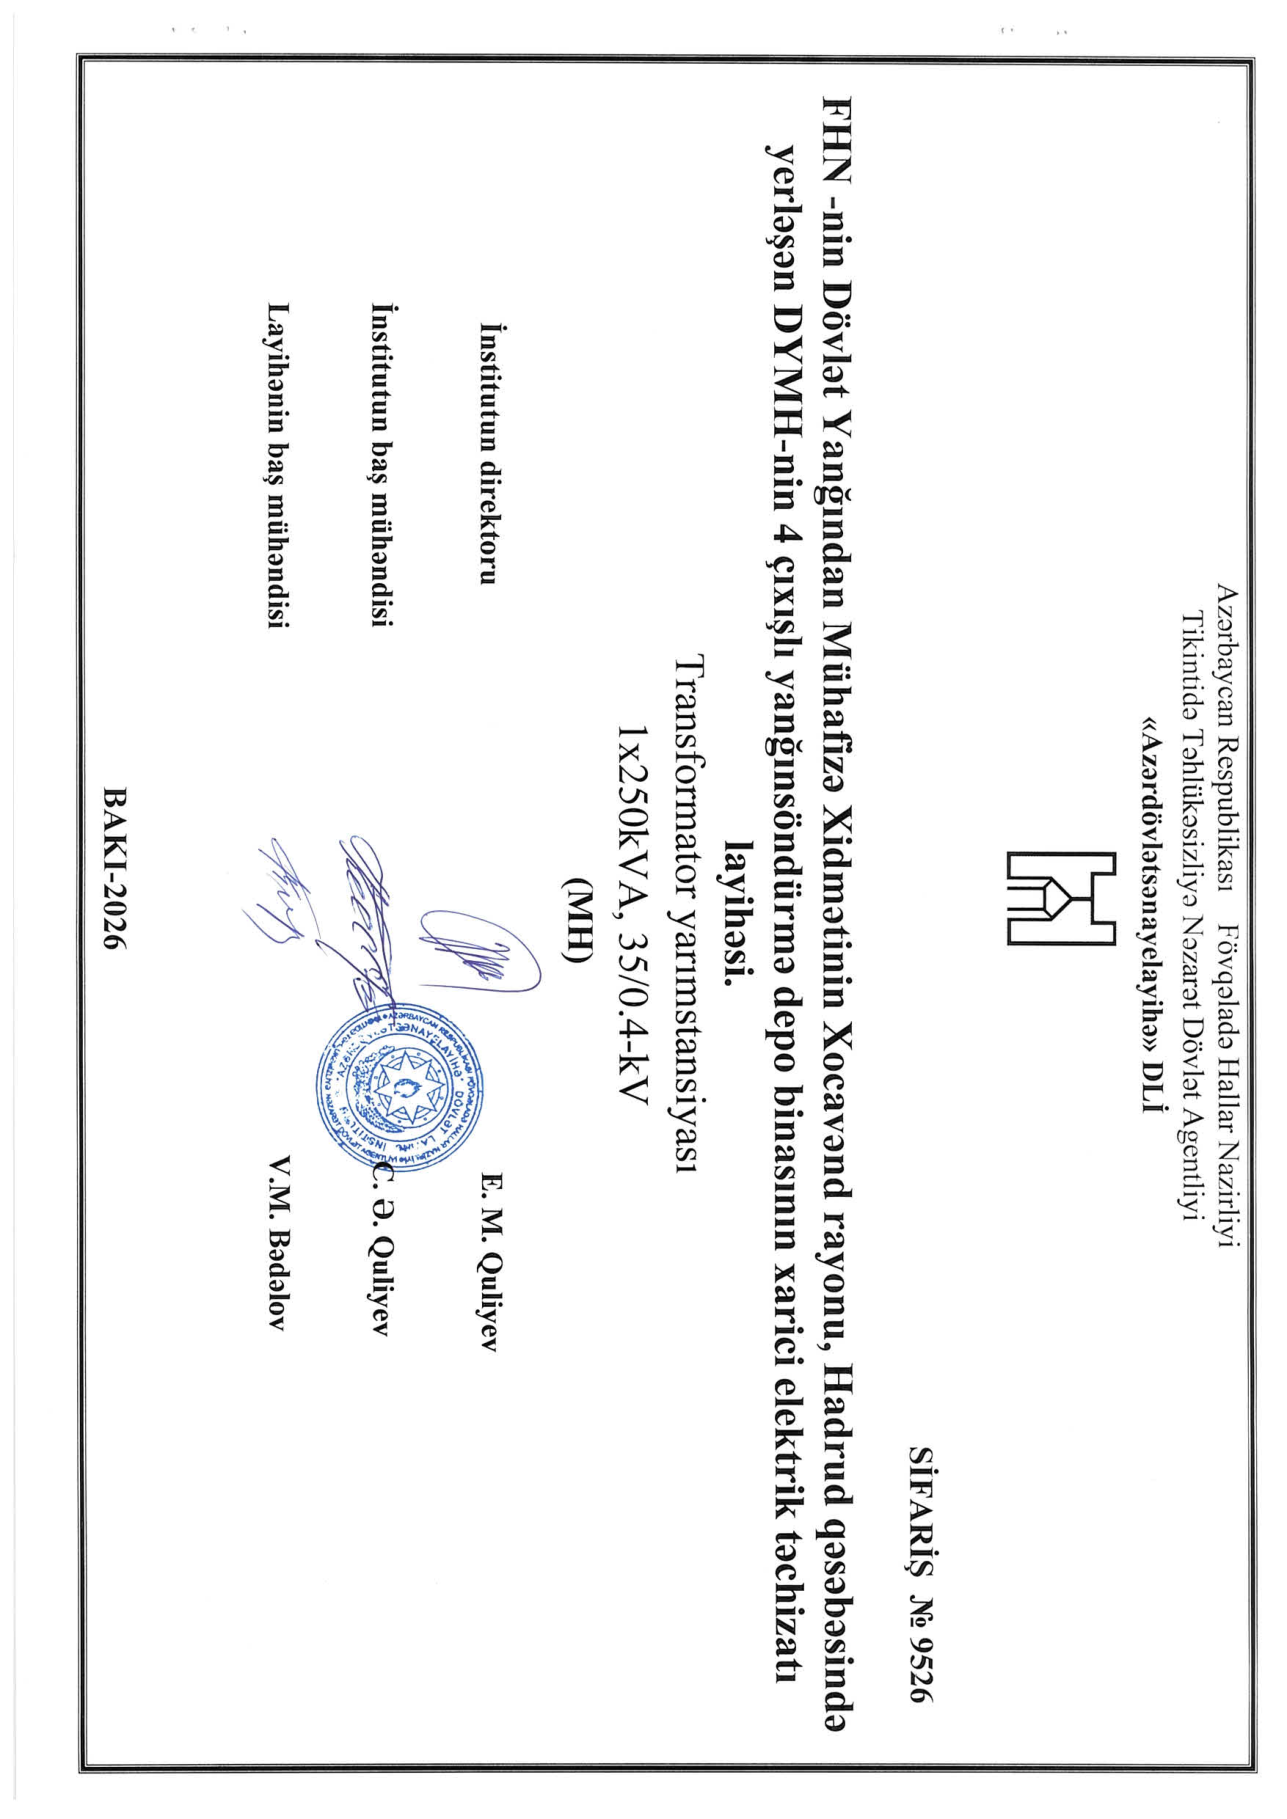 Azərbaycan Respublikası Fövqəladə Hallar Nazirliyi
Tikintidə Təhlükəsizliyə Nəzarət Dövlət Agentliyi
«Azərdövlətsənayelayihə» DLİ
SİFARİŞ № 9526
FHN -nin Dövlət Yanğından Mühafizə Xidmətinin Xocavənd rayonu, Hadrud qəsəbəsində
yerləşən DYMH-nin 4 çıxışlı yanğınsöndürmə depo binasının xarici elektrik təchizatı
layihəsi.
Transformator yarımstansiyası
1x250kVA, 35/0.4-kV
(MH)
İnstitutun direktoru E. M. Quliyev
İnstitutun baş mühəndisi C. Ə. Quliyev
Layihənin baş mühəndisi V.M. Bədəlov
BAKI-2026